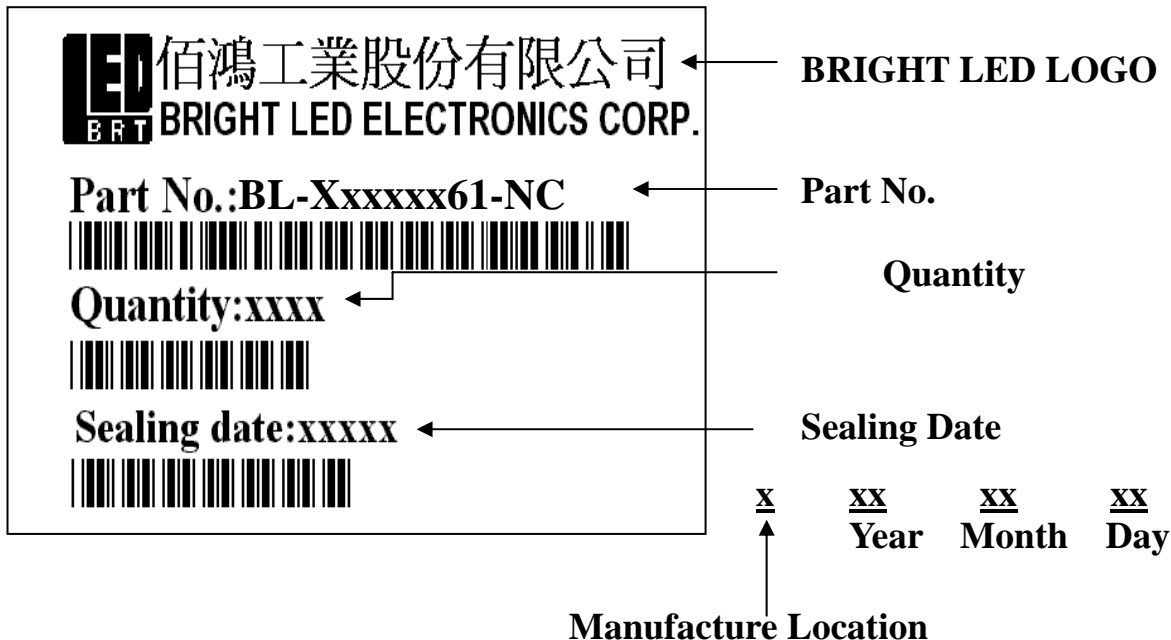 LED 佰鴻工業股份有限公司 BRIGHT LED LOGO
BRT BRIGHT LED ELECTRONICS CORP.
Part No.:BL-Xxxxxx61-NC Part No.
Quantity
Quantity:xxxx
Sealing date:xxxxx Sealing Date
x xx xx xx
Year Month Day
Manufacture Location